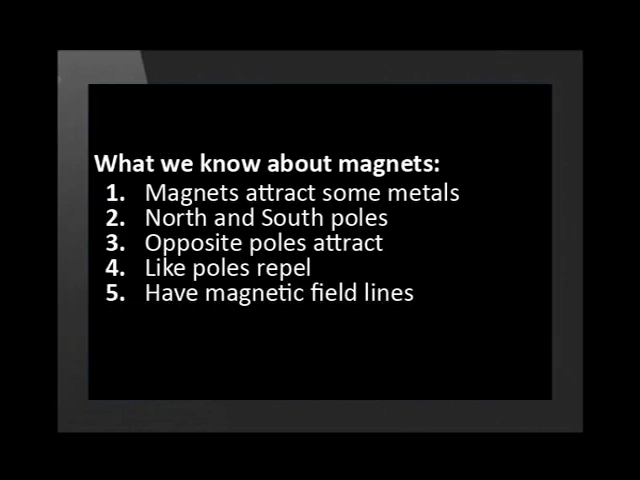 What we know about magnets:
1. Magnets attract some metals
2. North and South poles
3. Opposite poles attract
4. Like poles repel
5. Have magnetic field lines